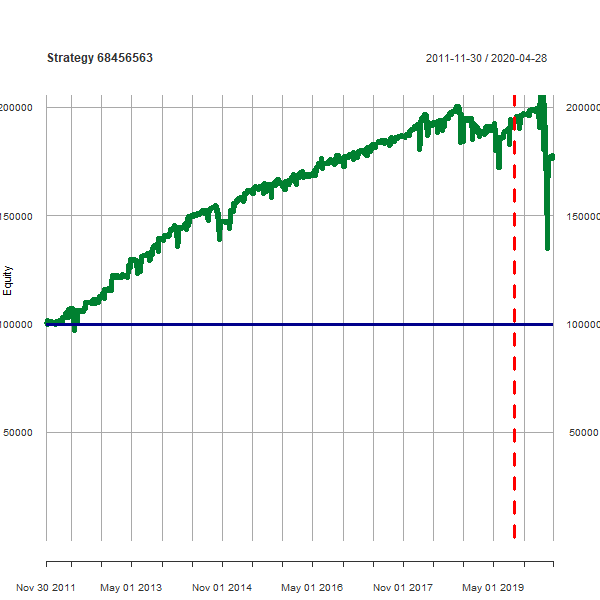 Strategy 68456563 2011-11-30 / 2020-04-28
200000 200000
150000 150000
Equity
100000 100000
50000 50000
Nov 30 2011 May 01 2013 Nov 01 2014 May 01 2016 Nov 01 2017 May 01 2019